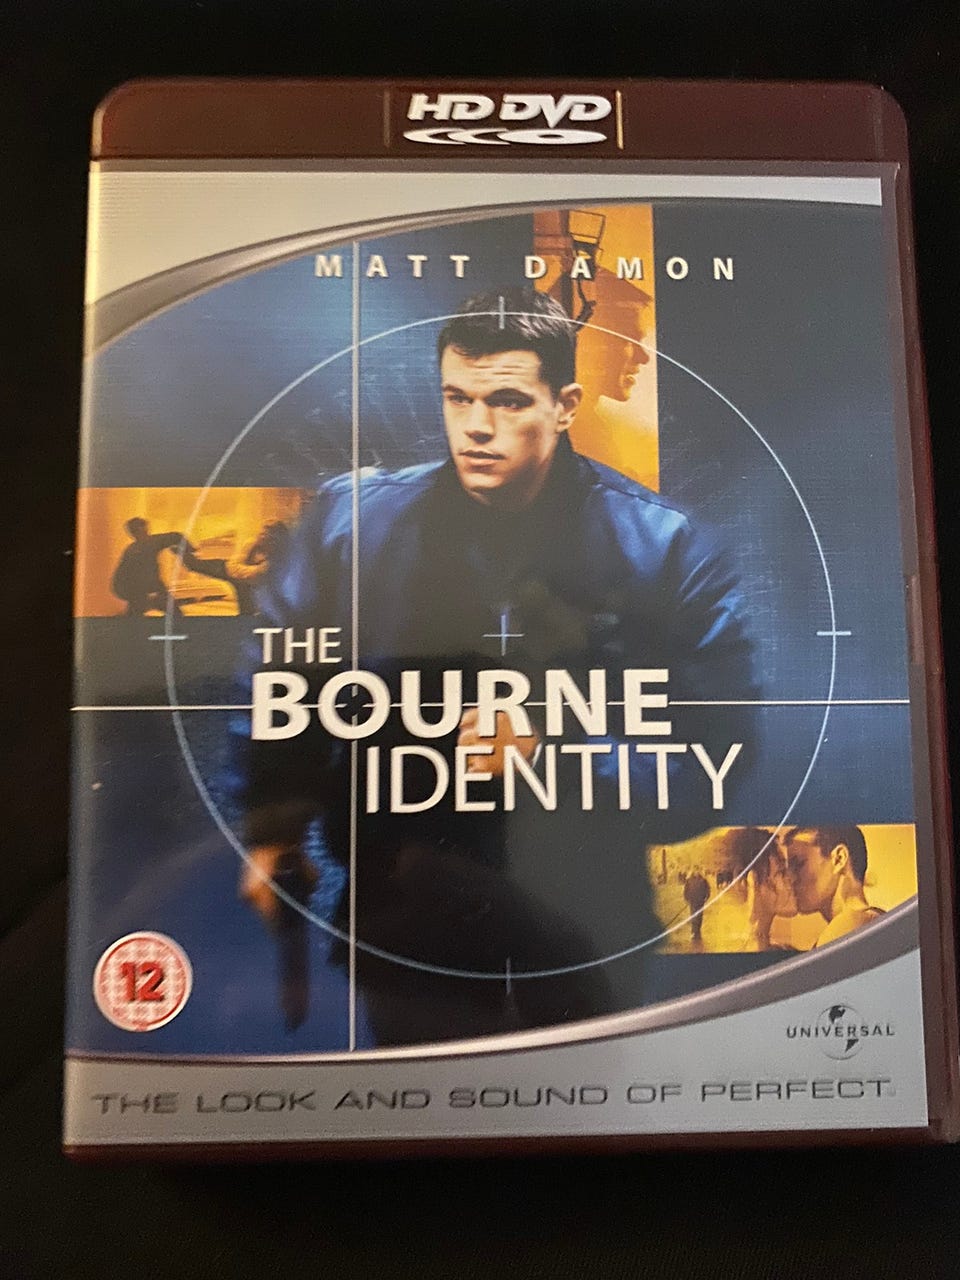 HD DVD
MATT DAMON
THE
BOURNE
IDENTITY
12
UNIVERSAL
THE LOOK AND SOUND OF PERFECT